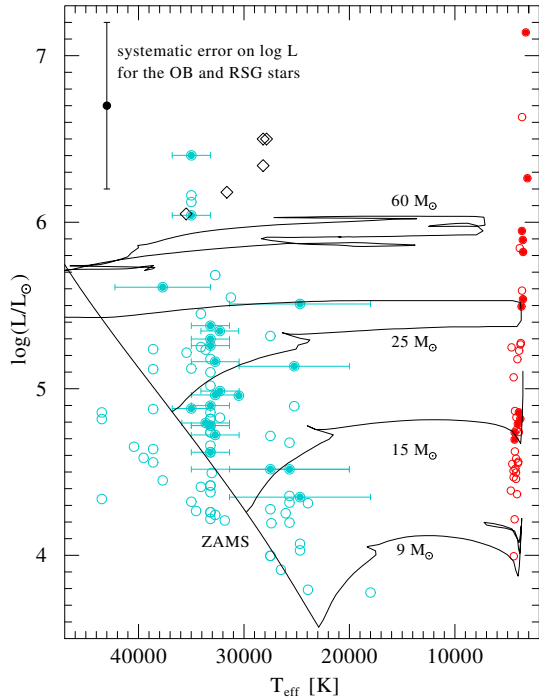 7
systematic error on log L
for the OB and RSG stars
60 M⊙
6
log(L/L⊙)
25 M⊙
5
15 M⊙
ZAMS
9 M⊙
4
40000 30000 20000 10000
T_eff [K]